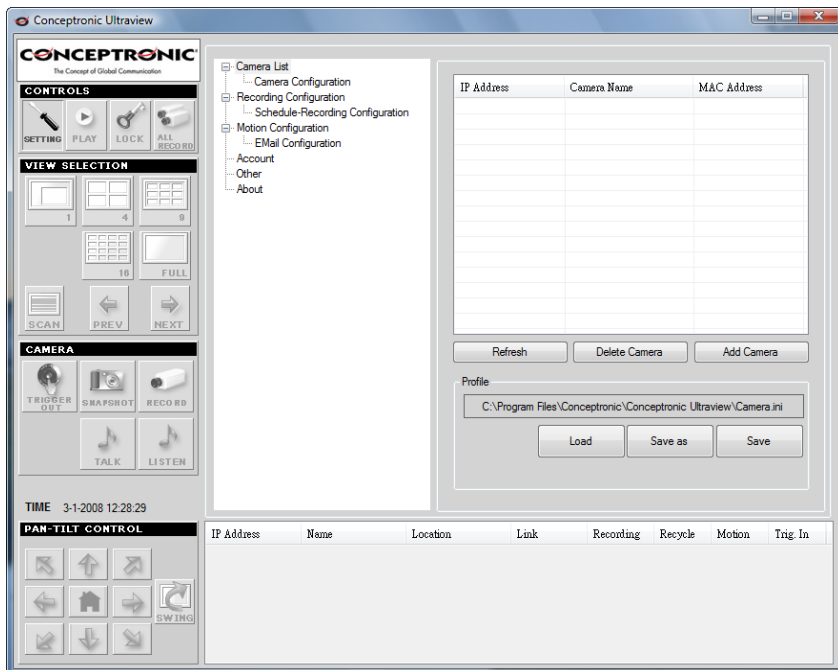 Conceptronic Ultraview
CONCEPTRONIC
The Concept of Global Communication
CONTROLS
SETTING PLAY LOCK ALL RECORD
VIEW SELECTION
1 4 9
16 FULL
SCAN PREV NEXT
CAMERA
TRIGGER OUT SNAPSHOT RECORD
TALK LISTEN
TIME 3-1-2008 12:28:29
PAN-TILT CONTROL
SWING
Camera List
Camera Configuration
Recording Configuration
Schedule-Recording Configuration
Motion Configuration
EMail Configuration
Account
Other
About
IP Address Camera Name MAC Address
Refresh Delete Camera Add Camera
Profile
C:\Program Files\Conceptronic\Conceptronic Ultraview\Camera.ini
Load Save as Save
IP Address Name Location Link Recording Recycle Motion Trig. In